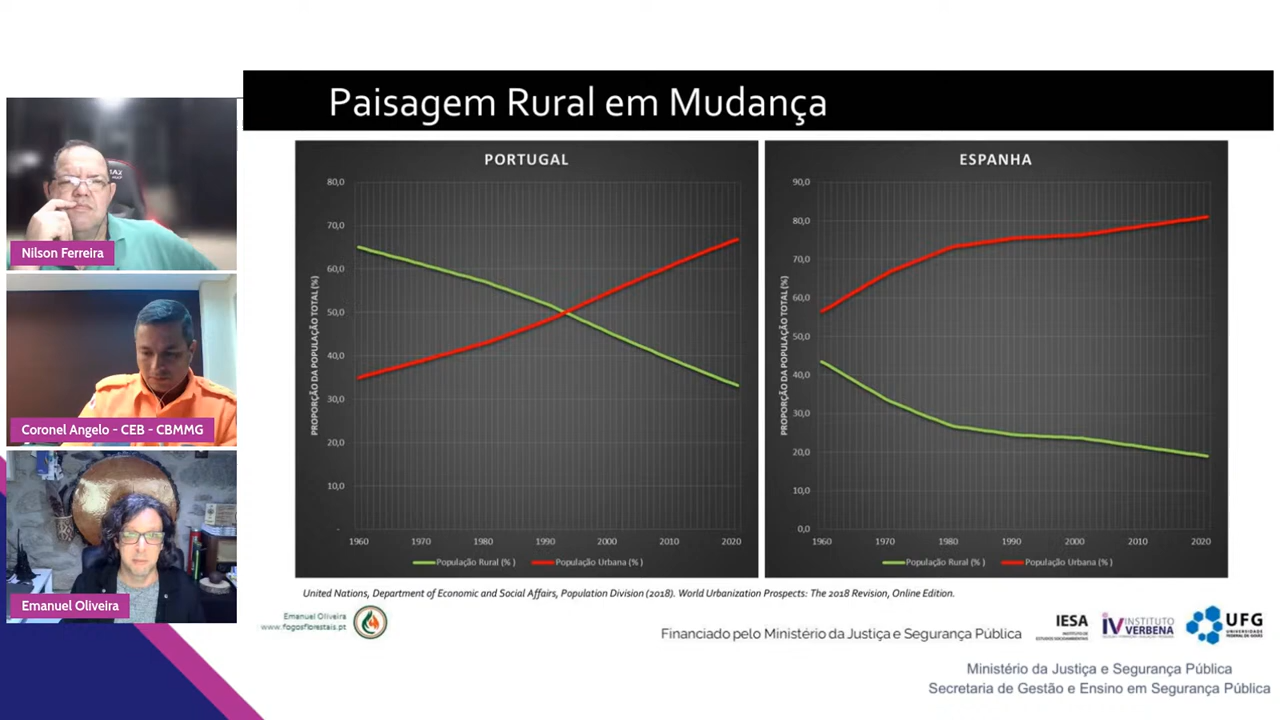 Paisagem Rural em Mudança
Nilson Ferreira
Coronel Angelo - CEB - CBMMG
Emanuel Oliveira
PORTUGAL
PROPORÇÃO DA POPULAÇÃO TOTAL (%)
80,0
70,0
60,0
50,0
40,0
30,0
20,0
10,0
-
1960 1970 1980 1990 2000 2010 2020
População Rural (%) População Urbana (%)
ESPANHA
PROPORÇÃO DA POPULAÇÃO TOTAL (%)
90,0
80,0
70,0
60,0
50,0
40,0
30,0
20,0
10,0
0,0
1960 1970 1980 1990 2000 2010 2020
População Rural (%) População Urbana (%)
United Nations, Department of Economic and Social Affairs, Population Division (2018). World Urbanization Prospects: The 2018 Revision, Online Edition.
Emanuel Oliveira
www.fogosflorestais.pt
Financiado pelo Ministério da Justiça e Segurança Pública
IESA
INSTITUTO
VERBENA
UFG
Ministério da Justiça e Segurança Pública
Secretaria de Gestão e Ensino em Segurança Pública